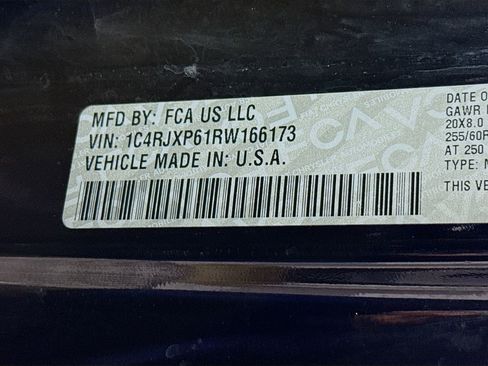 MFD BY: FCA US LLC
VIN: 1C4RJXP61RW166173
VEHICLE MADE IN: U.S.A.
DATE O
GAWR
20X8.0
255/60R
AT 250
TYPE:
THIS VE